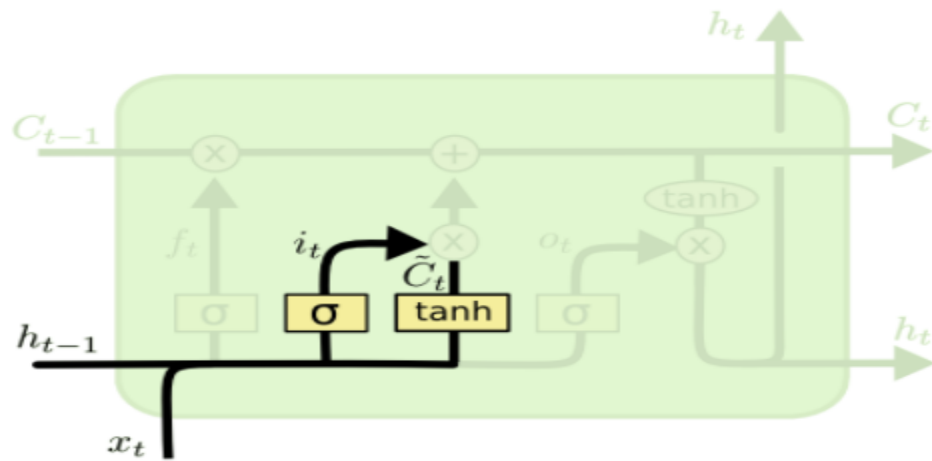 h_t
C_{t-1}
C_t
×
+
tanh
f_t
i_t
×
o_t
×
C̃_t
σ
σ
tanh
σ
h_{t-1}
h_t
x_t